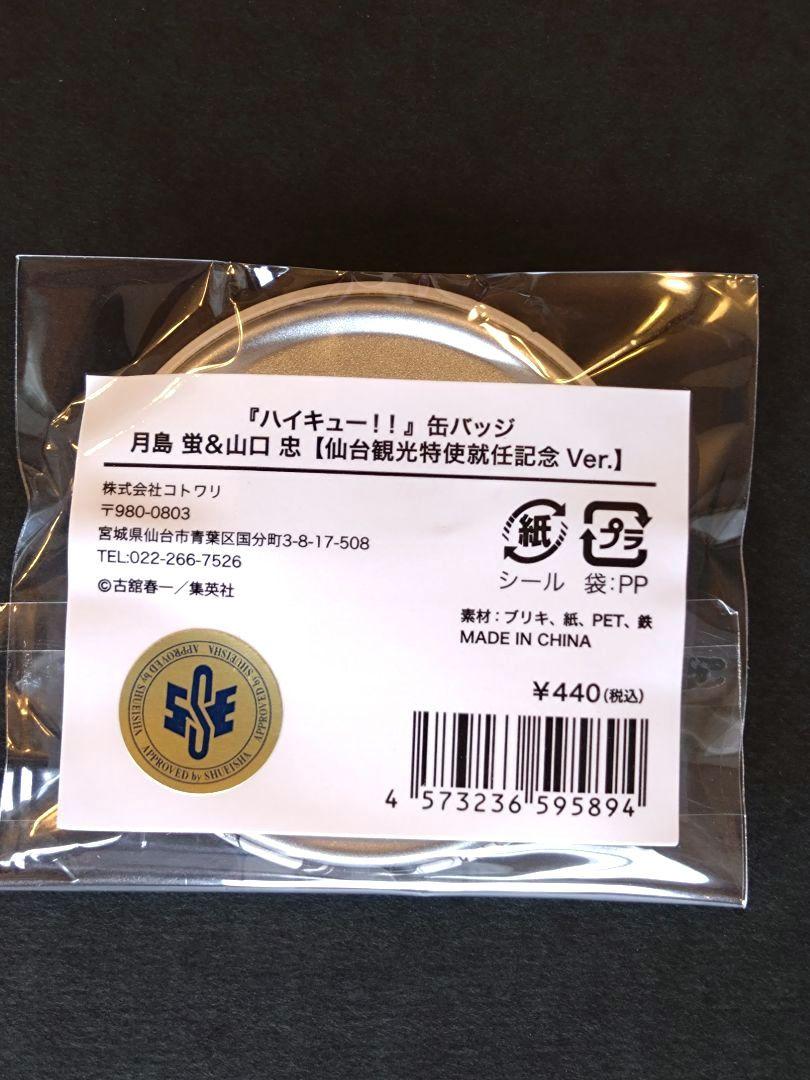 『ハイキュー!!』缶バッジ
月島 蛍&山口 忠【仙台観光特使就任記念 Ver.】
株式会社コトワリ
〒980-0803
宮城県仙台市青葉区国分町3-8-17-508
TEL:022-266-7526
©古舘春一／集英社
紙
プラ
シール 袋:PP
素材：ブリキ、紙、PET、鉄
MADE IN CHINA
¥440(税込)
APPROVED by SHUEISHA APPROVED by SHUEISHA APPROVED by SHUEISHA
4 573236 595894